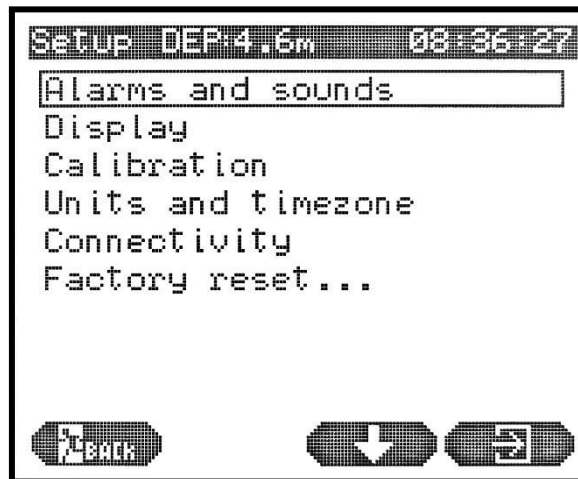 Setup DEP:4.6m 08:36:27
Alarms and sounds
Display
Calibration
Units and timezone
Connectivity
Factory reset...
BACK